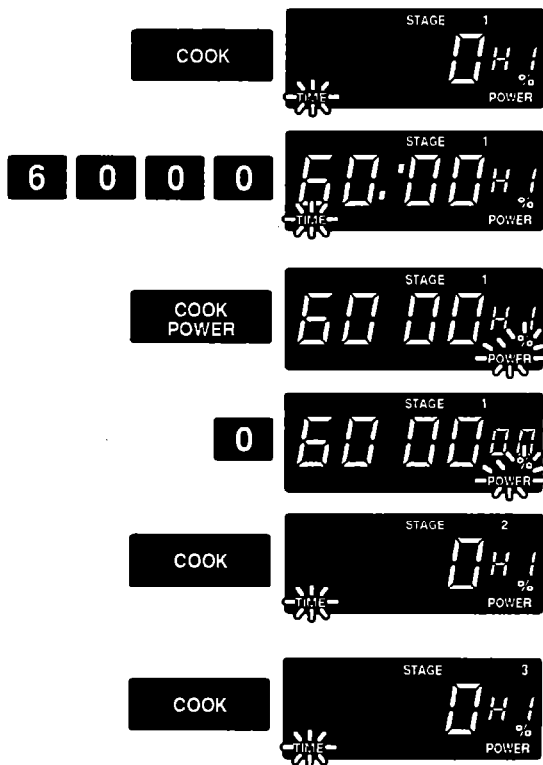 STAGE 1
COOK
0 HI
%
TIME
POWER
STAGE 1
6 0 0 0
60:00 HI
%
TIME
POWER
STAGE 1
COOK
POWER
60 00 HI
%
POWER
STAGE 1
0
60 00 00
%
POWER
STAGE 2
COOK
0 HI
%
TIME
POWER
STAGE 3
COOK
0 HI
%
TIME
POWER